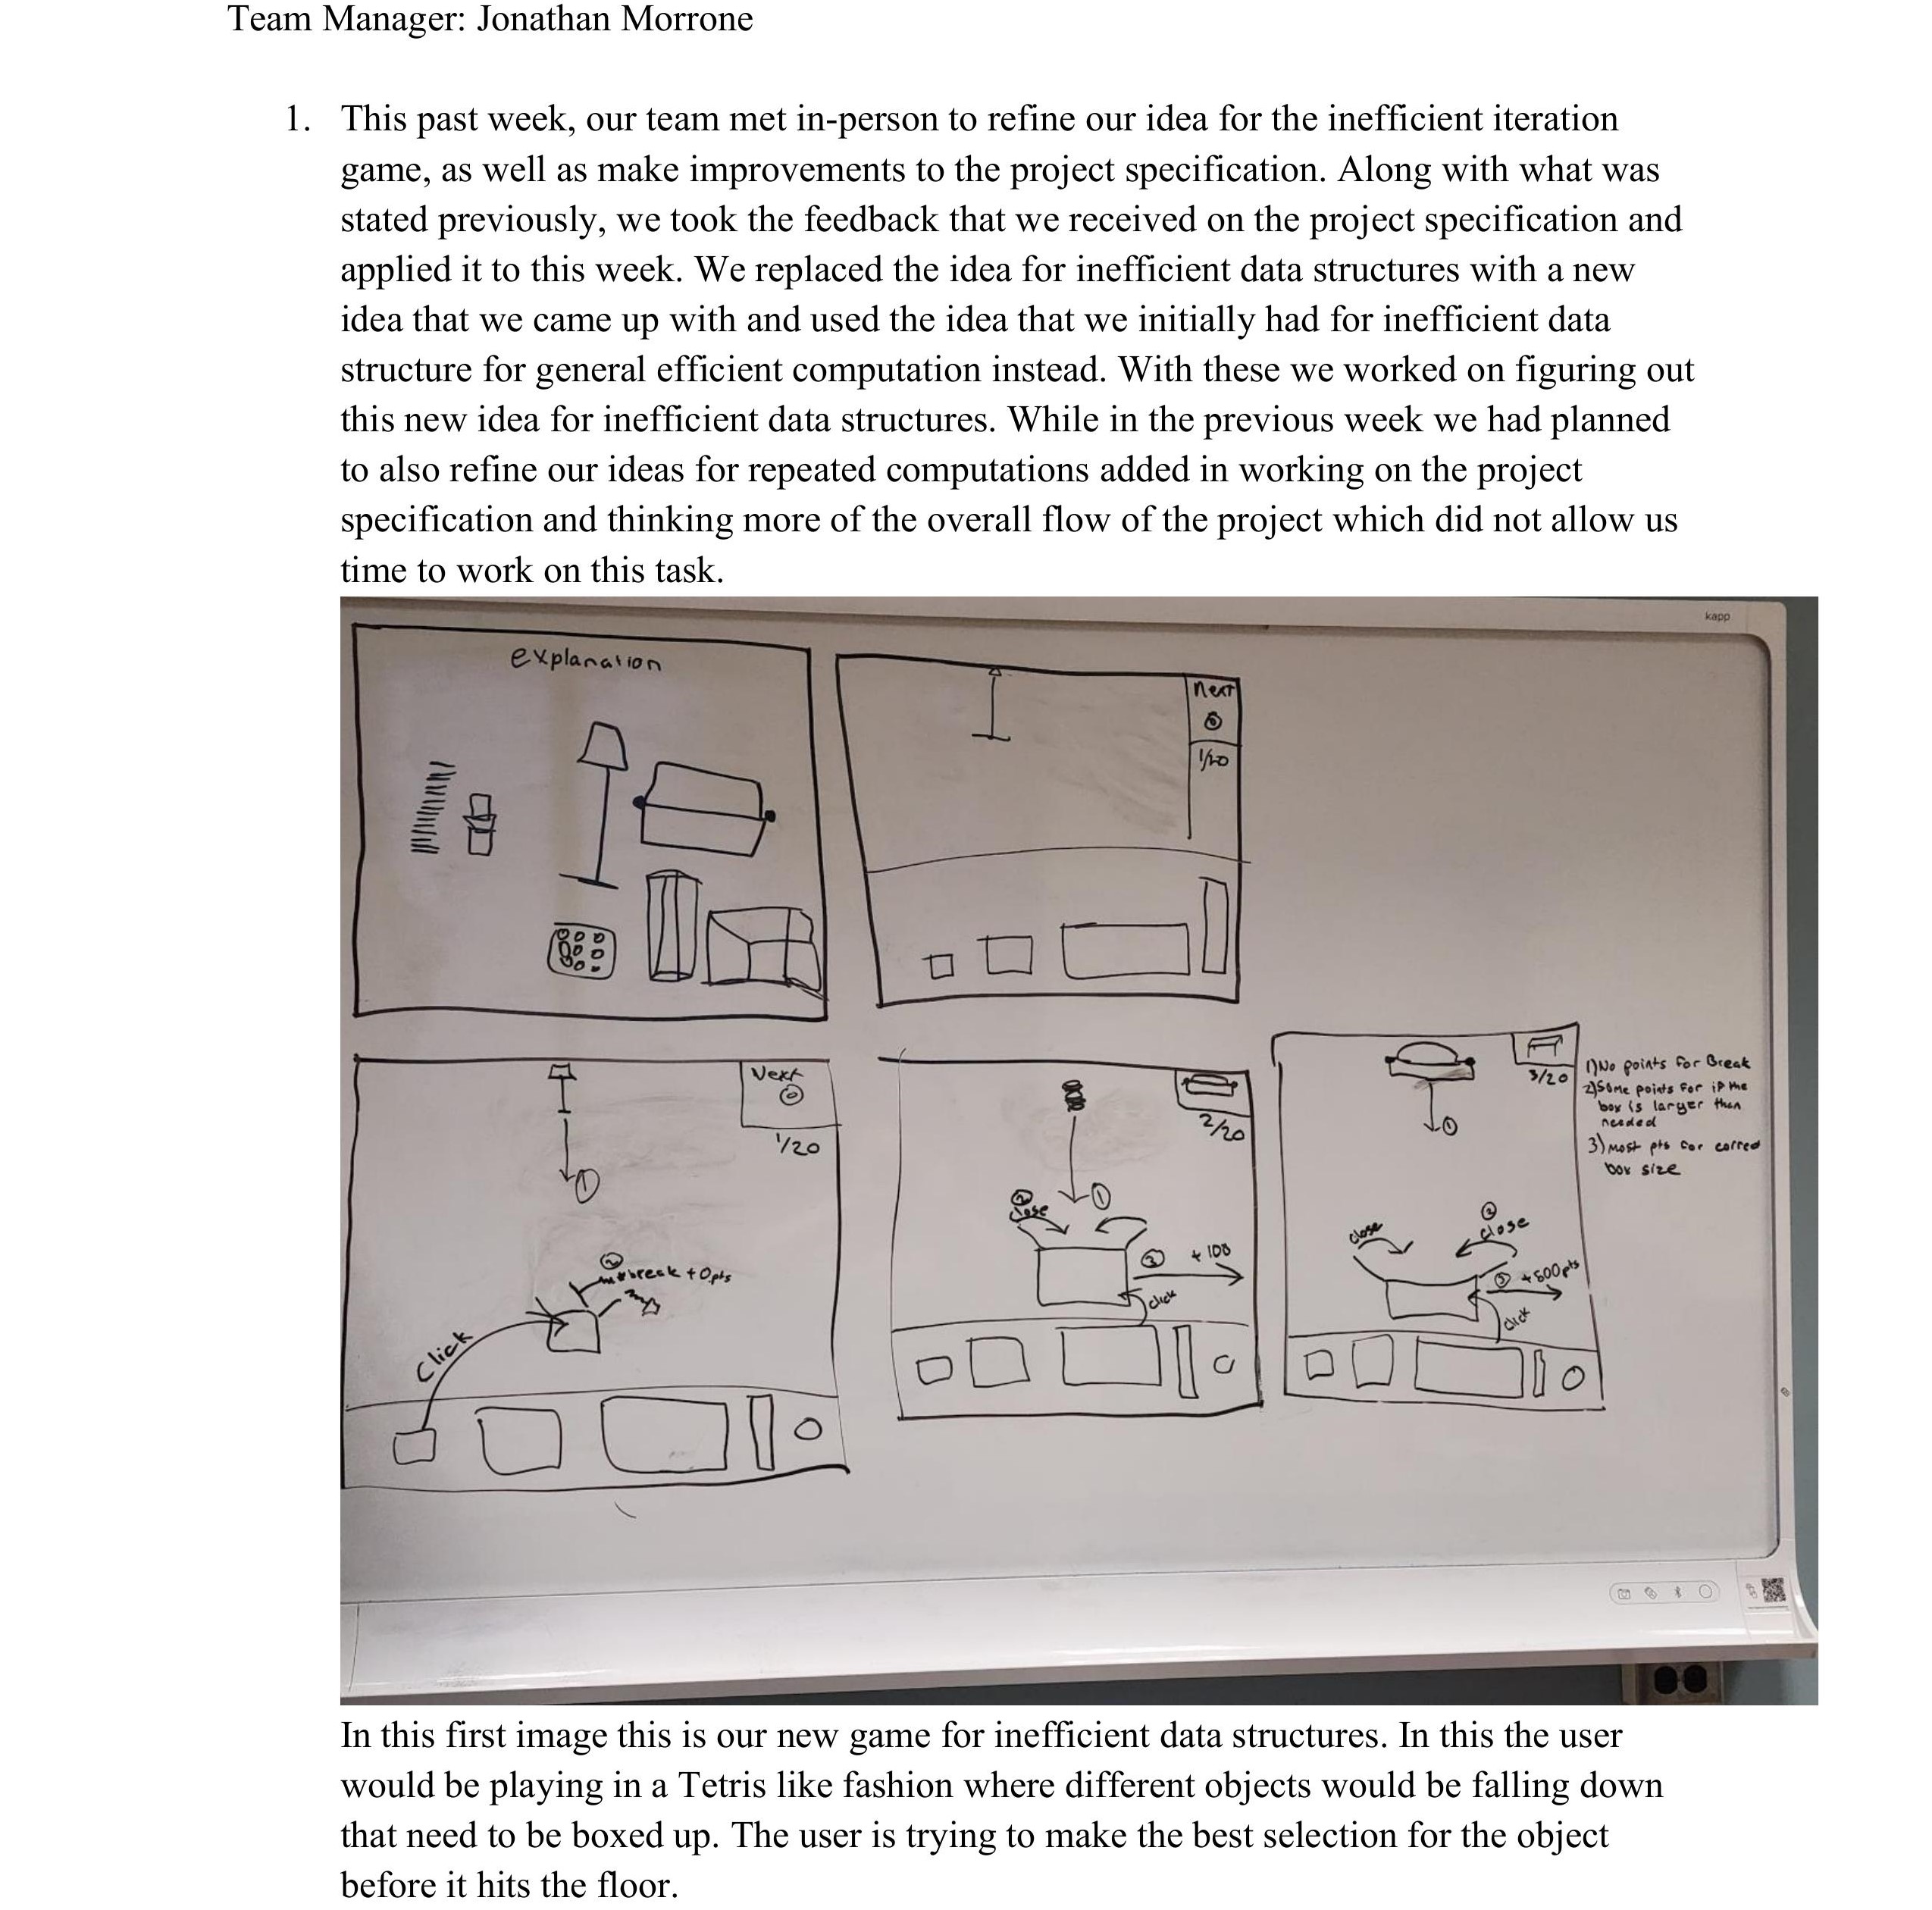 Team Manager: Jonathan Morrone
1. This past week, our team met in-person to refine our idea for the inefficient iteration
game, as well as make improvements to the project specification. Along with what was
stated previously, we took the feedback that we received on the project specification and
applied it to this week. We replaced the idea for inefficient data structures with a new
idea that we came up with and used the idea that we initially had for inefficient data
structure for general efficient computation instead. With these we worked on figuring out
this new idea for inefficient data structures. While in the previous week we had planned
to also refine our ideas for repeated computations added in working on the project
specification and thinking more of the overall flow of the project which did not allow us
time to work on this task.
kapp
explanation
next
1/20
Next
1/20
1
2
break + 0pts
Click
2/20
1
2
close
3
+ 100
click
3/20
1
close
2
close
3
+500pts
click
1) No points for Break
2) Some points for if the
box is larger than
needed
3) Most pts for correct
box size
In this first image this is our new game for inefficient data structures. In this the user
would be playing in a Tetris like fashion where different objects would be falling down
that need to be boxed up. The user is trying to make the best selection for the object
before it hits the floor.